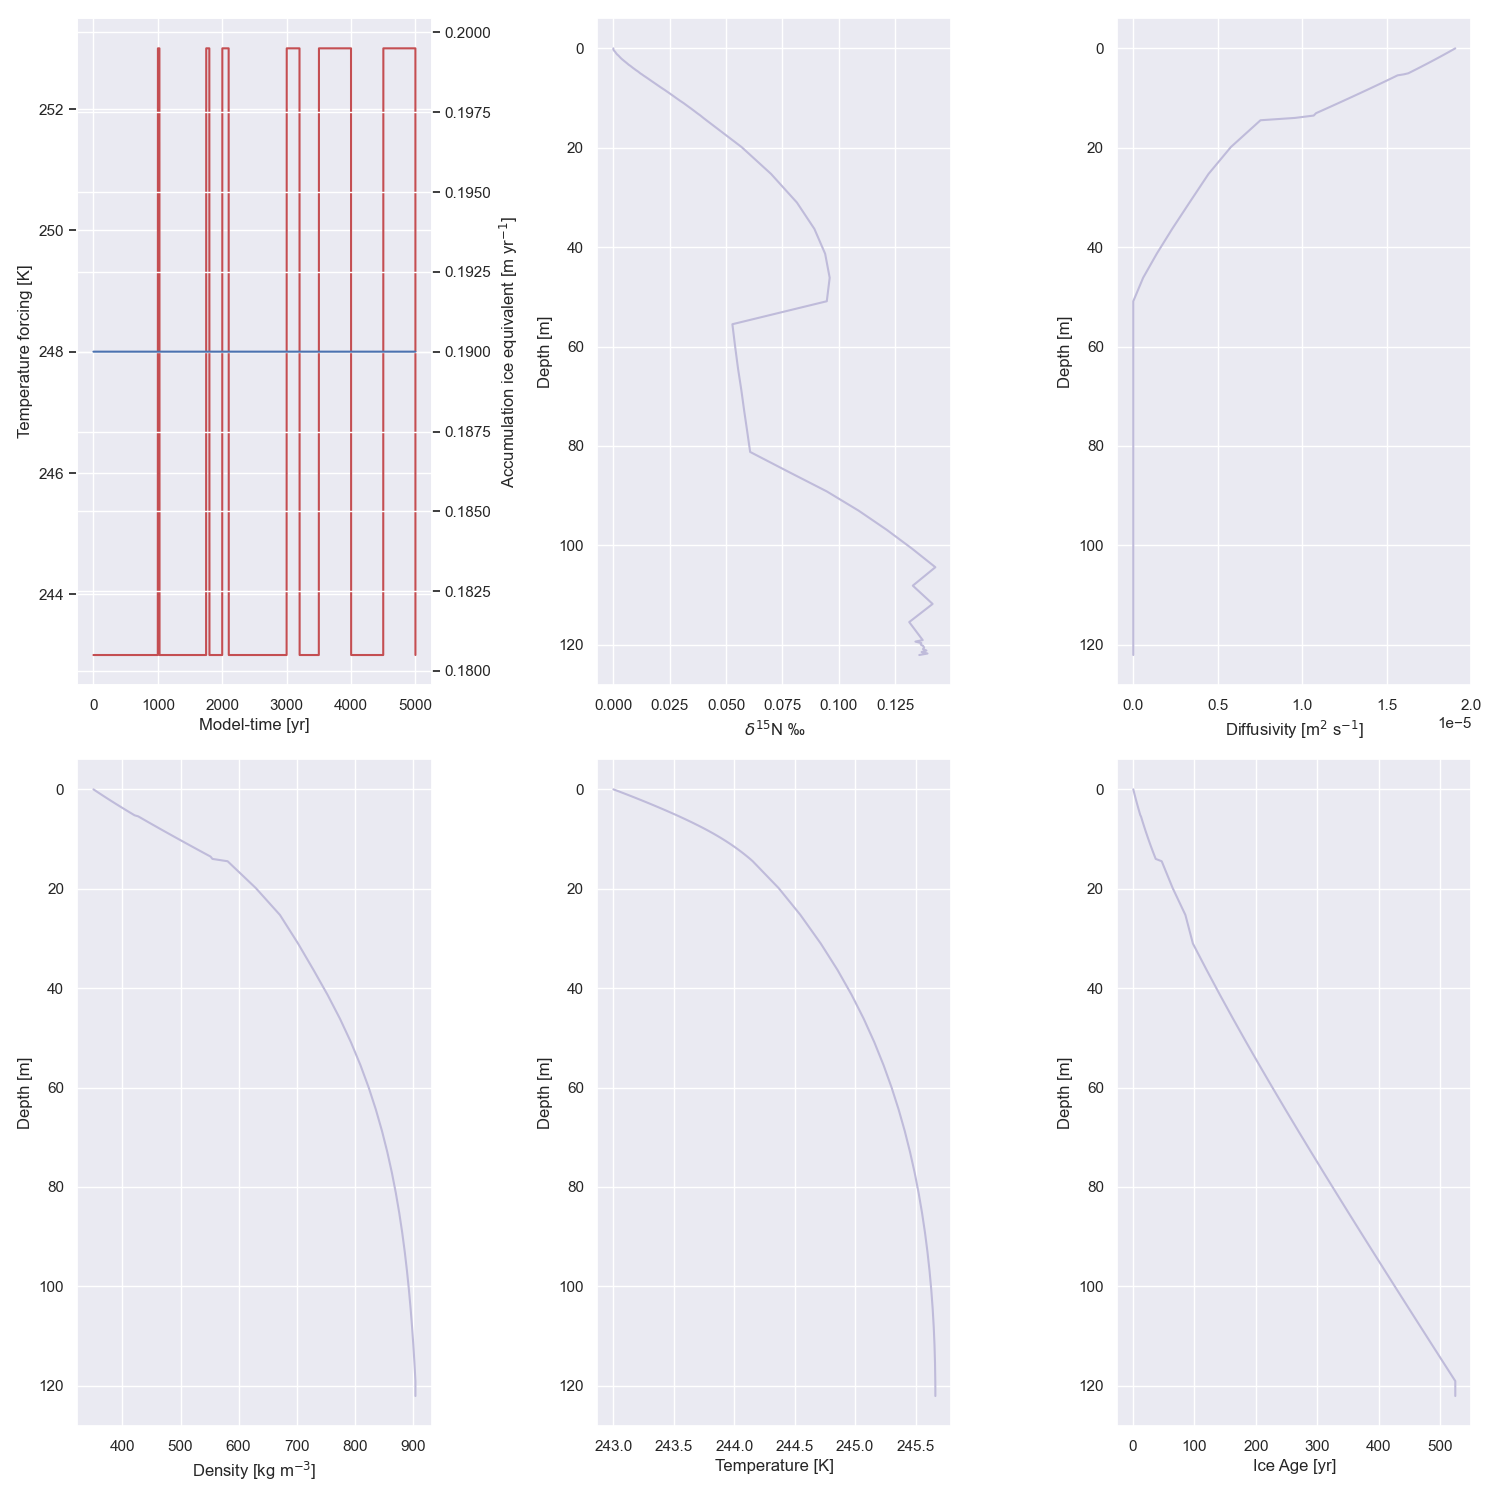 Temperature forcing [K]
252
250
248
246
244
0.2000
0.1975
0.1950
0.1925
0.1900
0.1875
0.1850
0.1825
0.1800
Accumulation ice equivalent [m yr⁻¹]
0 1000 2000 3000 4000 5000
Model-time [yr]
Depth [m]
0
20
40
60
80
100
120
0.000 0.025 0.050 0.075 0.100 0.125
δ¹⁵N ‰
Depth [m]
0
20
40
60
80
100
120
0.0 0.5 1.0 1.5 2.0
1e−5
Diffusivity [m² s⁻¹]
Depth [m]
0
20
40
60
80
100
120
400 500 600 700 800 900
Density [kg m⁻³]
Depth [m]
0
20
40
60
80
100
120
243.0 243.5 244.0 244.5 245.0 245.5
Temperature [K]
Depth [m]
0
20
40
60
80
100
120
0 100 200 300 400 500
Ice Age [yr]